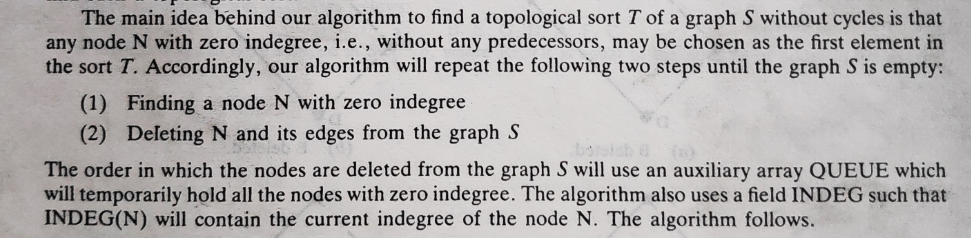 The main idea behind our algorithm to find a topological sort T of a graph S without cycles is that
any node N with zero indegree, i.e., without any predecessors, may be chosen as the first element in
the sort T. Accordingly, our algorithm will repeat the following two steps until the graph S is empty:
(1) Finding a node N with zero indegree
(2) Deleting N and its edges from the graph S
The order in which the nodes are deleted from the graph S will use an auxiliary array QUEUE which
will temporarily hold all the nodes with zero indegree. The algorithm also uses a field INDEG such that
INDEG(N) will contain the current indegree of the node N. The algorithm follows.